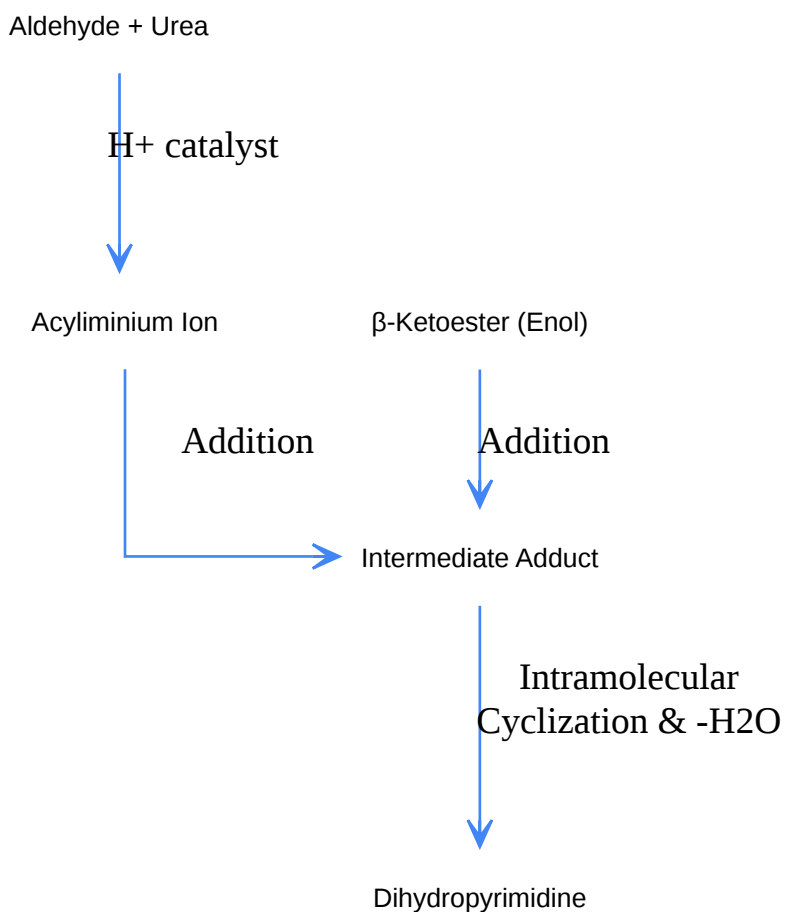 Aldehyde + Urea
H+ catalyst
Acyliminium Ion
β-Ketoester (Enol)
Addition
Addition
Intermediate Adduct
Intramolecular
Cyclization & -H2O
Dihydropyrimidine